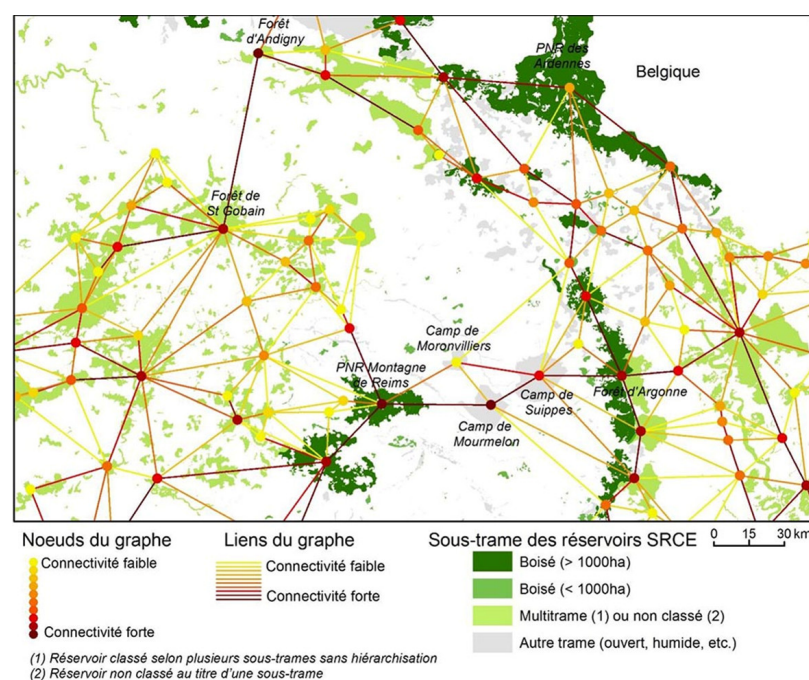 Forêt
d'Andigny
PNR des
Ardennes
Belgique
Forêt de
St Gobain
Camp de
Moronvilliers
PNR Montagne
de Reims
Camp de
Suippes
Forêt d'Argonne
Camp de
Mourmelon
Noeuds du graphe
Connectivité faible
Connectivité forte
Liens du graphe
Connectivité faible
Connectivité forte
Sous-trame des réservoirs SRCE
0 15 30 km
Boisé (> 1000ha)
Boisé (< 1000ha)
Multitrame (1) ou non classé (2)
Autre trame (ouvert, humide, etc.)
(1) Réservoir classé selon plusieurs sous-trames sans hiérarchisation
(2) Réservoir non classé au titre d'une sous-trame